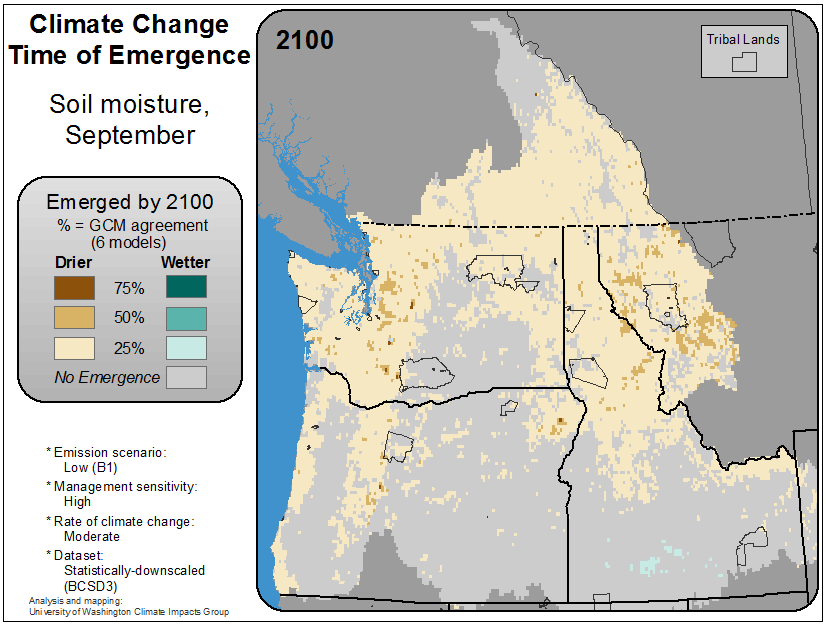 Climate Change
Time of Emergence
Soil moisture,
September
Emerged by 2100
% = GCM agreement
(6 models)
Drier Wetter
75%
50%
25%
No Emergence
* Emission scenario:
Low (B1)
* Management sensitivity:
High
* Rate of climate change:
Moderate
* Dataset:
Statistically-downscaled
(BCSD3)
Analysis and mapping:
University of Washington Climate Impacts Group
2100
Tribal Lands